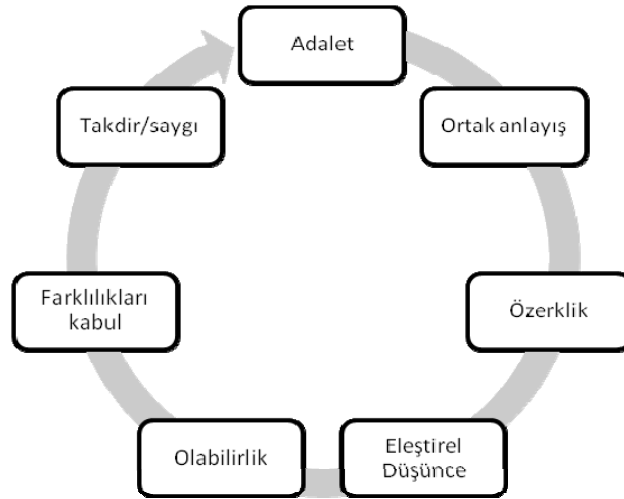 Adalet
Ortak anlayış
Özerklik
Eleştirel
Düşünce
Olabilirlik
Farklılıkları
kabul
Takdir/saygı